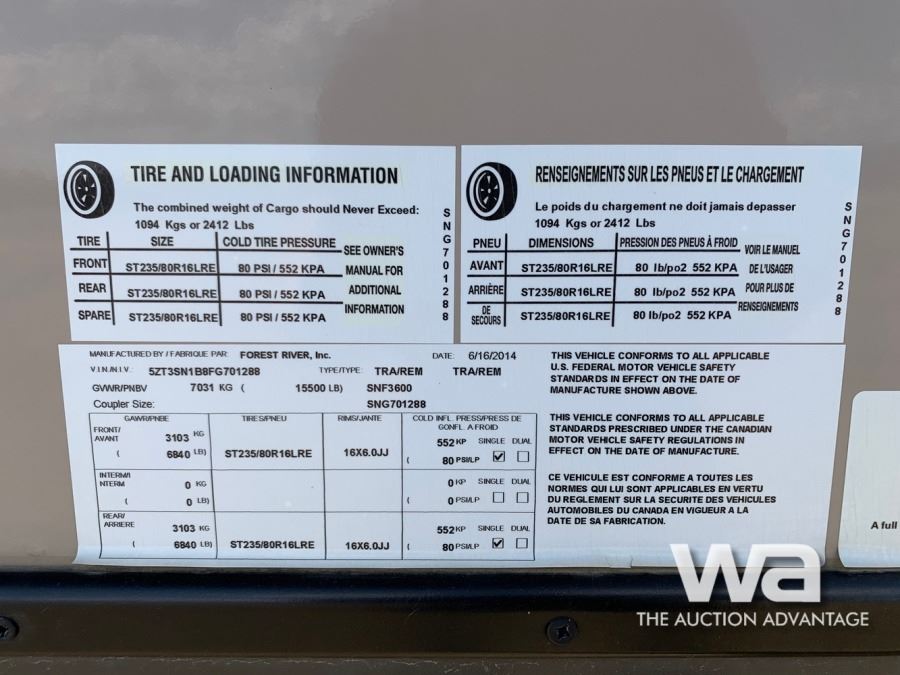 TIRE AND LOADING INFORMATION
The combined weight of Cargo should Never Exceed:
1094 Kgs or 2412 Lbs
TIRE SIZE COLD TIRE PRESSURE SEE OWNER'S MANUAL FOR ADDITIONAL INFORMATION
FRONT ST235/80R16LRE 80 PSI / 552 KPA
REAR ST235/80R16LRE 80 PSI / 552 KPA
SPARE ST235/80R16LRE 80 PSI / 552 KPA
SNG701288
RENSEIGNEMENTS SUR LES PNEUS ET LE CHARGEMENT
Le poids du chargement ne doit jamais depasser
1094 Kgs or 2412 Lbs
PNEU DIMENSIONS PRESSION DES PNEUS À FROID VOIR LE MANUEL DE L'USAGER POUR PLUS DE RENSEIGNEMENTS
AVANT ST235/80R16LRE 80 lb/po2 552 KPA
ARRIÈRE ST235/80R16LRE 80 lb/po2 552 KPA
DE SECOURS ST235/80R16LRE 80 lb/po2 552 KPA
SNG701288
MANUFACTURED BY / FABRIQUE PAR: FOREST RIVER, Inc. DATE: 6/16/2014
V.I.N./N.I.V.: 5ZT3SN1B8FG701288 TYPE/TYPE: TRA/REM TRA/REM
GVWR/PNBV 7031 KG ( 15500 LB) SNF3600
Coupler Size: SNG701288
GAWR/PNBE TIRES/PNEU RIMS/JANTE COLD INFL. PRESS/PRESS DE GONFL. A FROID
FRONT/ AVANT 3103 KG 552 KP SINGLE DUAL
( 6840 LB) ST235/80R16LRE 16X6.0JJ ( 80 PSI/LP
INTERM/I NTERM 0 KG 0 KP SINGLE DUAL
( 0 LB) ( 0 PSI/LP
REAR/ ARRIERE 3103 KG 552 KP SINGLE DUAL
( 6840 LB) ST235/80R16LRE 16X6.0JJ ( 80 PSI/LP
THIS VEHICLE CONFORMS TO ALL APPLICABLE
U.S. FEDERAL MOTOR VEHICLE SAFETY
STANDARDS IN EFFECT ON THE DATE OF
MANUFACTURE SHOWN ABOVE.
THIS VEHICLE CONFORMS TO ALL APPLICABLE
STANDARDS PRESCRIBED UNDER THE CANADIAN
MOTOR VEHICLE SAFETY REGULATIONS IN
EFFECT ON THE DATE OF MANUFACTURE.
CE VEHICULE EST CONFORME A TOUTES LES
NORMES QUI LUI SONT APPLICABLES EN VERTU
DU REGLEMENT SUR LA SECURITE DES VEHICULES
AUTOMOBILES DU CANADA EN VIGUEUR A LA
DATE DE SA FABRICATION.
A full
wa
THE AUCTION ADVANTAGE